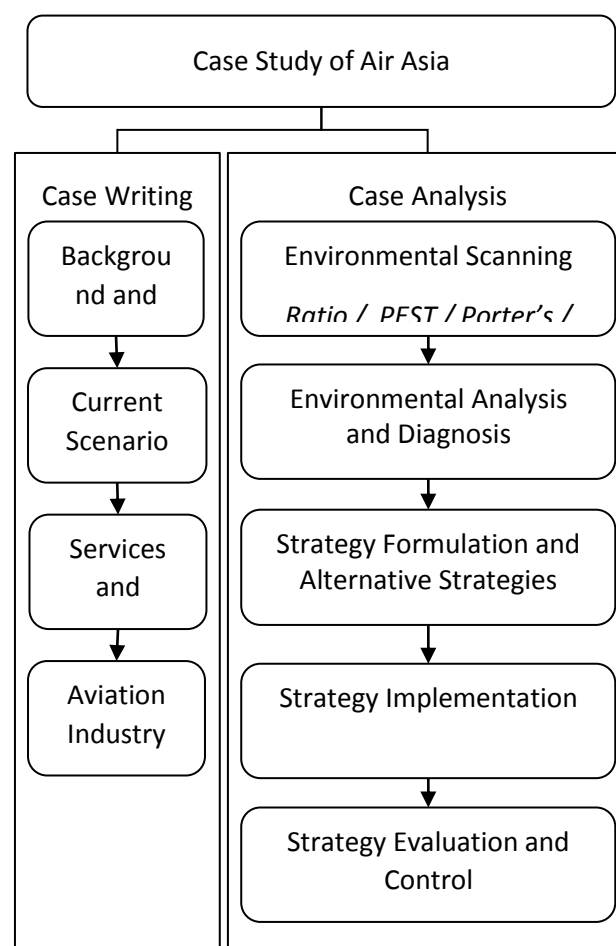 Case Study of Air Asia
Case Writing
Backgrou
nd and
Current
Scenario
Services
and
Aviation
Industry
Case Analysis
Environmental Scanning
Ratio / PEST / Porter's /
Environmental Analysis
and Diagnosis
Strategy Formulation and
Alternative Strategies
Strategy Implementation
Strategy Evaluation and
Control